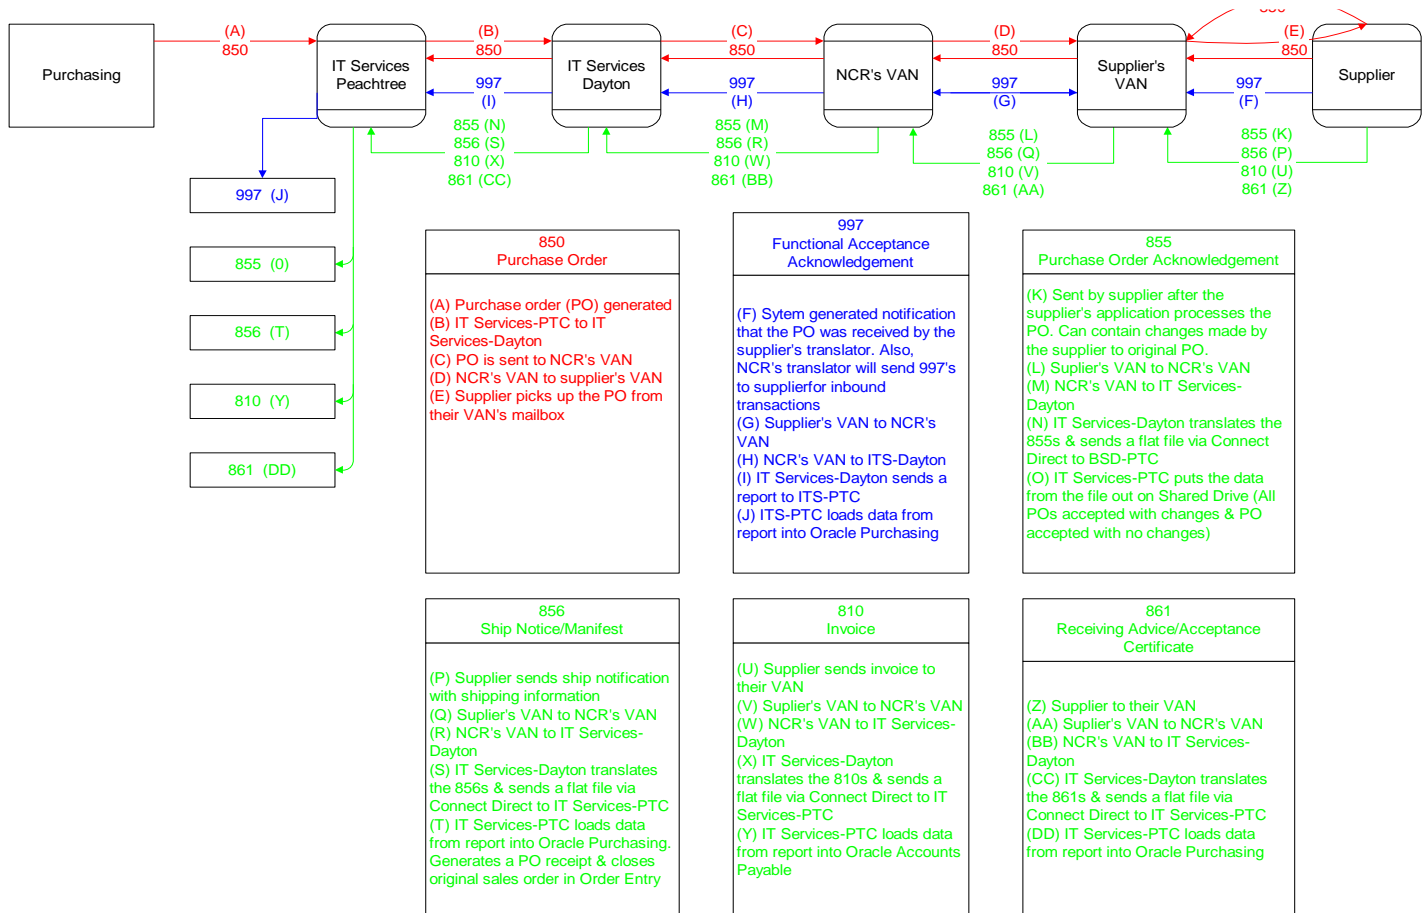 (A)
850
(B)
850
(C)
850
(D)
850
(E)
850
Purchasing
IT Services
Peachtree
IT Services
Dayton
NCR's VAN
Supplier's
VAN
Supplier
997
(I)
997
(H)
997
(G)
997
(F)
855 (N)
856 (S)
810 (X)
861 (CC)
855 (M)
856 (R)
810 (W)
861 (BB)
855 (L)
856 (Q)
810 (V)
861 (AA)
855 (K)
856 (P)
810 (U)
861 (Z)
997 (J)
855 (0)
856 (T)
810 (Y)
861 (DD)
850
Purchase Order
(A) Purchase order (PO) generated
(B) IT Services-PTC to IT
Services-Dayton
(C) PO is sent to NCR's VAN
(D) NCR's VAN to supplier's VAN
(E) Supplier picks up the PO from
their VAN's mailbox
997
Functional Acceptance
Acknowledgement
(F) Sytem generated notification
that the PO was received by the
supplier's translator. Also,
NCR's translator will send 997's
to supplierfor inbound
transactions
(G) Supplier's VAN to NCR's
VAN
(H) NCR's VAN to ITS-Dayton
(I) IT Services-Dayton sends a
report to ITS-PTC
(J) ITS-PTC loads data from
report into Oracle Purchasing
855
Purchase Order Acknowledgement
(K) Sent by supplier after the
supplier's application processes the
PO. Can contain changes made by
the supplier to original PO.
(L) Suplier's VAN to NCR's VAN
(M) NCR's VAN to IT Services-
Dayton
(N) IT Services-Dayton translates the
855s & sends a flat file via Connect
Direct to BSD-PTC
(O) IT Services-PTC puts the data
from the file out on Shared Drive (All
POs accepted with changes & PO
accepted with no changes)
856
Ship Notice/Manifest
(P) Supplier sends ship notification
with shipping information
(Q) Suplier's VAN to NCR's VAN
(R) NCR's VAN to IT Services-
Dayton
(S) IT Services-Dayton translates
the 856s & sends a flat file via
Connect Direct to IT Services-PTC
(T) IT Services-PTC loads data
from report into Oracle Purchasing.
Generates a PO receipt & closes
original sales order in Order Entry
810
Invoice
(U) Supplier sends invoice to
their VAN
(V) Suplier's VAN to NCR's VAN
(W) NCR's VAN to IT Services-
Dayton
(X) IT Services-Dayton
translates the 810s & sends a
flat file via Connect Direct to IT
Services-PTC
(Y) IT Services-PTC loads data
from report into Oracle Accounts
Payable
861
Receiving Advice/Acceptance
Certificate
(Z) Supplier to their VAN
(AA) Suplier's VAN to NCR's VAN
(BB) NCR's VAN to IT Services-
Dayton
(CC) IT Services-Dayton translates
the 861s & sends a flat file via
Connect Direct to IT Services-PTC
(DD) IT Services-PTC loads data
from report into Oracle Purchasing